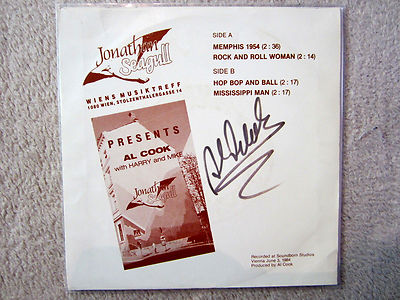 Jonathan
Seagull
WIENS MUSIKTREFF
1080 WIEN, STOLZENTHALERGASSE 14
PRESENTS
AL COOK
with HARRY and MIKE
Jonathan
Seagull
SIDE A
MEMPHIS 1954 (2 : 36)
ROCK AND ROLL WOMAN (2 : 14)
SIDE B
HOP BOP AND BALL (2 : 17)
MISSISSIPPI MAN (2 : 17)
Al Cook
Recorded at Soundborn Studios
Vienna June 3, 1984
Produced by Al Cook